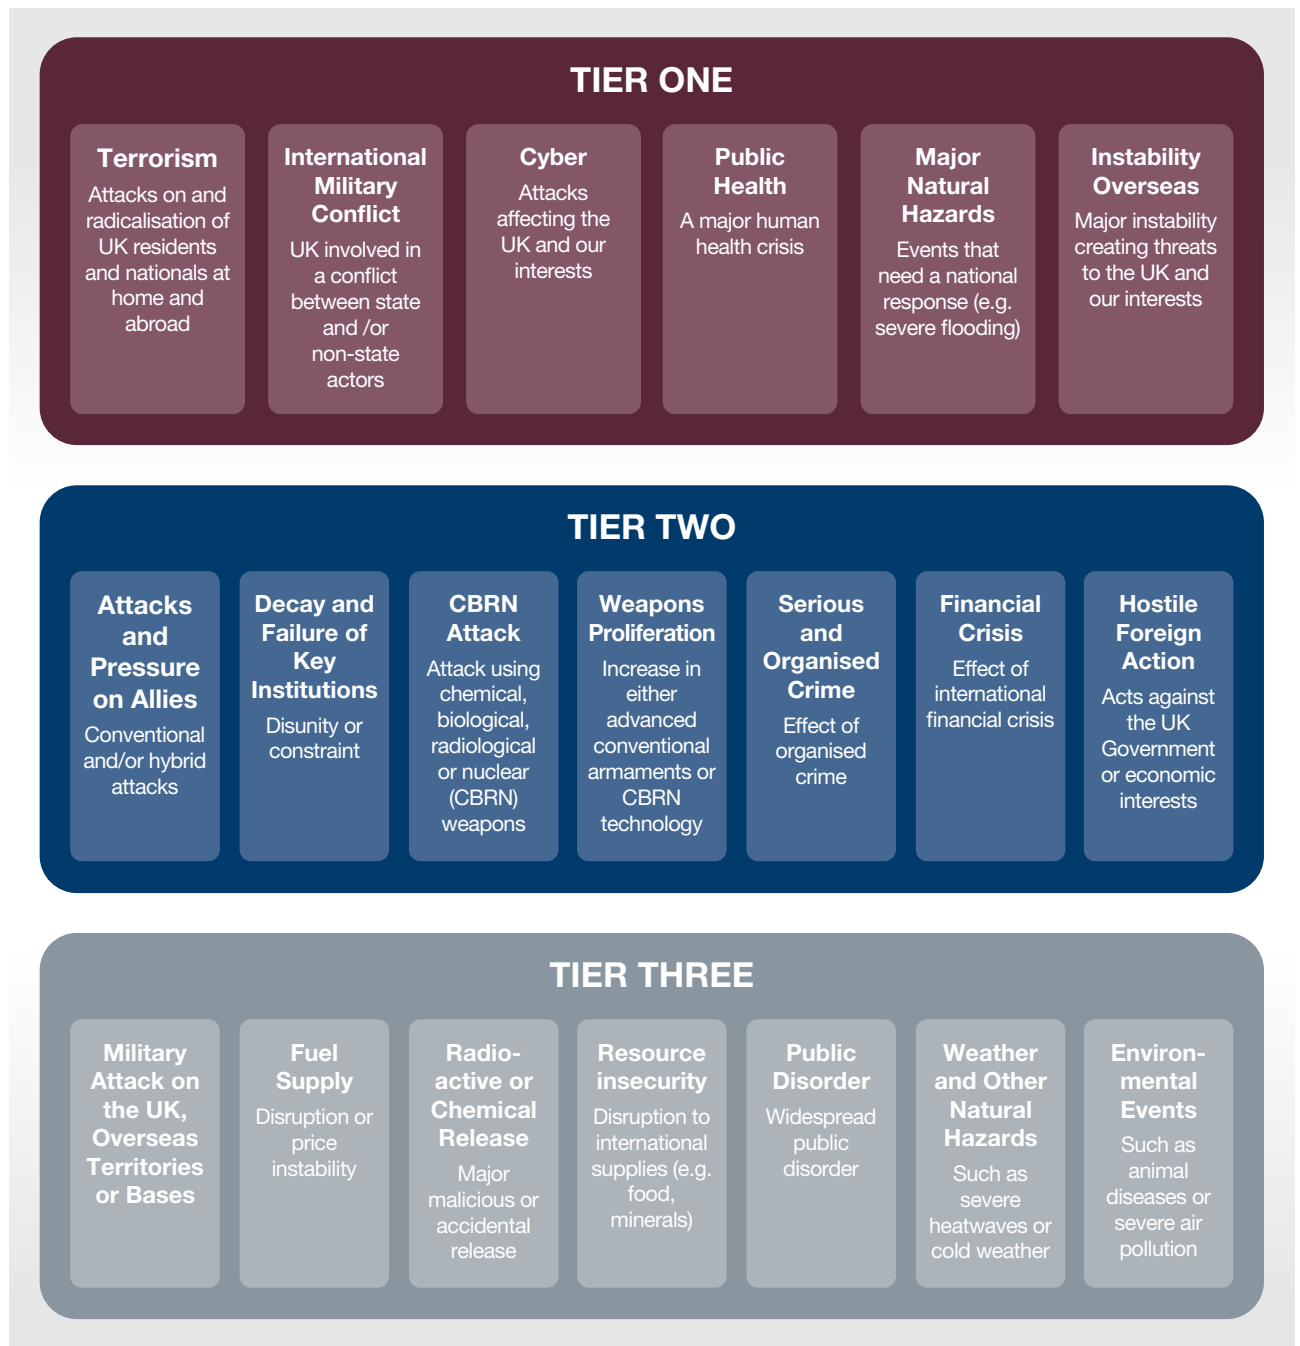 TIER ONE
Terrorism
Attacks on and
radicalisation of
UK residents
and nationals at
home and
abroad
International
Military
Conflict
UK involved in
a conflict
between state
and /or
non-state
actors
Cyber
Attacks
affecting the
UK and our
interests
Public
Health
A major human
health crisis
Major
Natural
Hazards
Events that
need a national
response (e.g.
severe flooding)
Instability
Overseas
Major instability
creating threats
to the UK and
our interests
TIER TWO
Attacks
and
Pressure
on Allies
Conventional
and/or hybrid
attacks
Decay and
Failure of
Key
Institutions
Disunity or
constraint
CBRN
Attack
Attack using
chemical,
biological,
radiological
or nuclear
(CBRN)
weapons
Weapons
Proliferation
Increase in
either
advanced
conventional
armaments or
CBRN
technology
Serious
and
Organised
Crime
Effect of
organised
crime
Financial
Crisis
Effect of
international
financial crisis
Hostile
Foreign
Action
Acts against
the UK
Government
or economic
interests
TIER THREE
Military
Attack on
the UK,
Overseas
Territories
or Bases
Fuel
Supply
Disruption or
price
instability
Radio-
active or
Chemical
Release
Major
malicious or
accidental
release
Resource
insecurity
Disruption to
international
supplies (e.g.
food,
minerals)
Public
Disorder
Widespread
public
disorder
Weather
and Other
Natural
Hazards
Such as
severe
heatwaves or
cold weather
Environ-
mental
Events
Such as
animal
diseases or
severe air
pollution